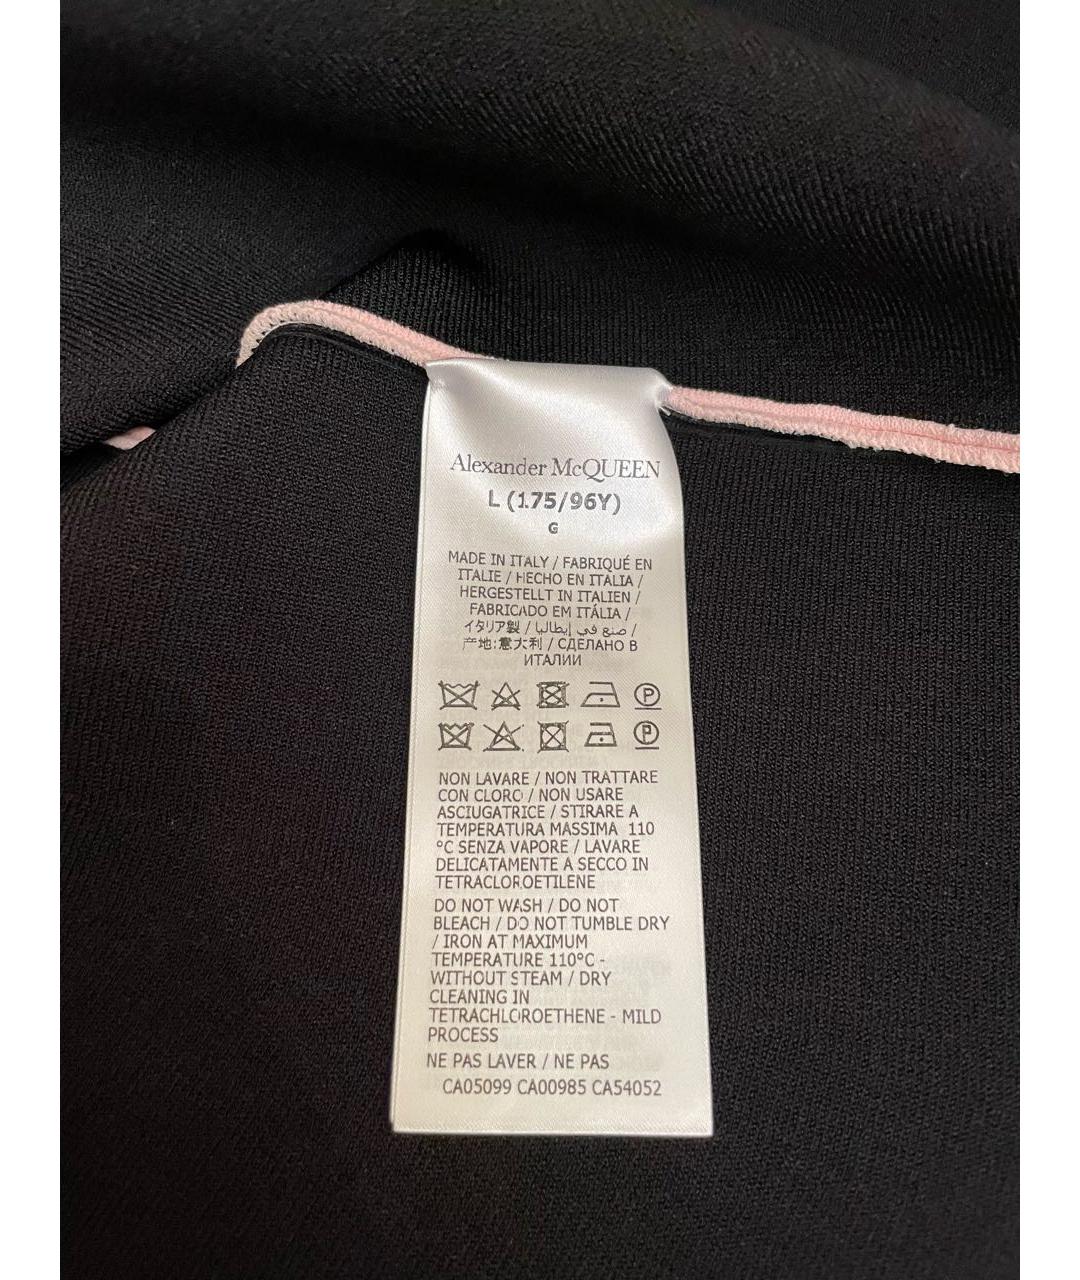 Alexander McQUEEN
L (175/96Y)
G
MADE IN ITALY / FABRIQUÉ EN
ITALIE / HECHO EN ITALIA /
HERGESTELLT IN ITALIEN /
FABRICADO EM ITÁLIA /
イタリア製 / صنع في إيطاليا /
产地:意大利 / СДЕЛАНО В
ИТАЛИИ
P
P
NON LAVARE / NON TRATTARE
CON CLORO / NON USARE
ASCIUGATRICE / STIRARE A
TEMPERATURA MASSIMA 110
°C SENZA VAPORE / LAVARE
DELICATAMENTE A SECCO IN
TETRACLOROETILENE
DO NOT WASH / DO NOT
BLEACH / DO NOT TUMBLE DRY
/ IRON AT MAXIMUM
TEMPERATURE 110°C -
WITHOUT STEAM / DRY
CLEANING IN
TETRACHLOROETHENE - MILD
PROCESS
NE PAS LAVER / NE PAS
CA05099 CA00985 CA54052